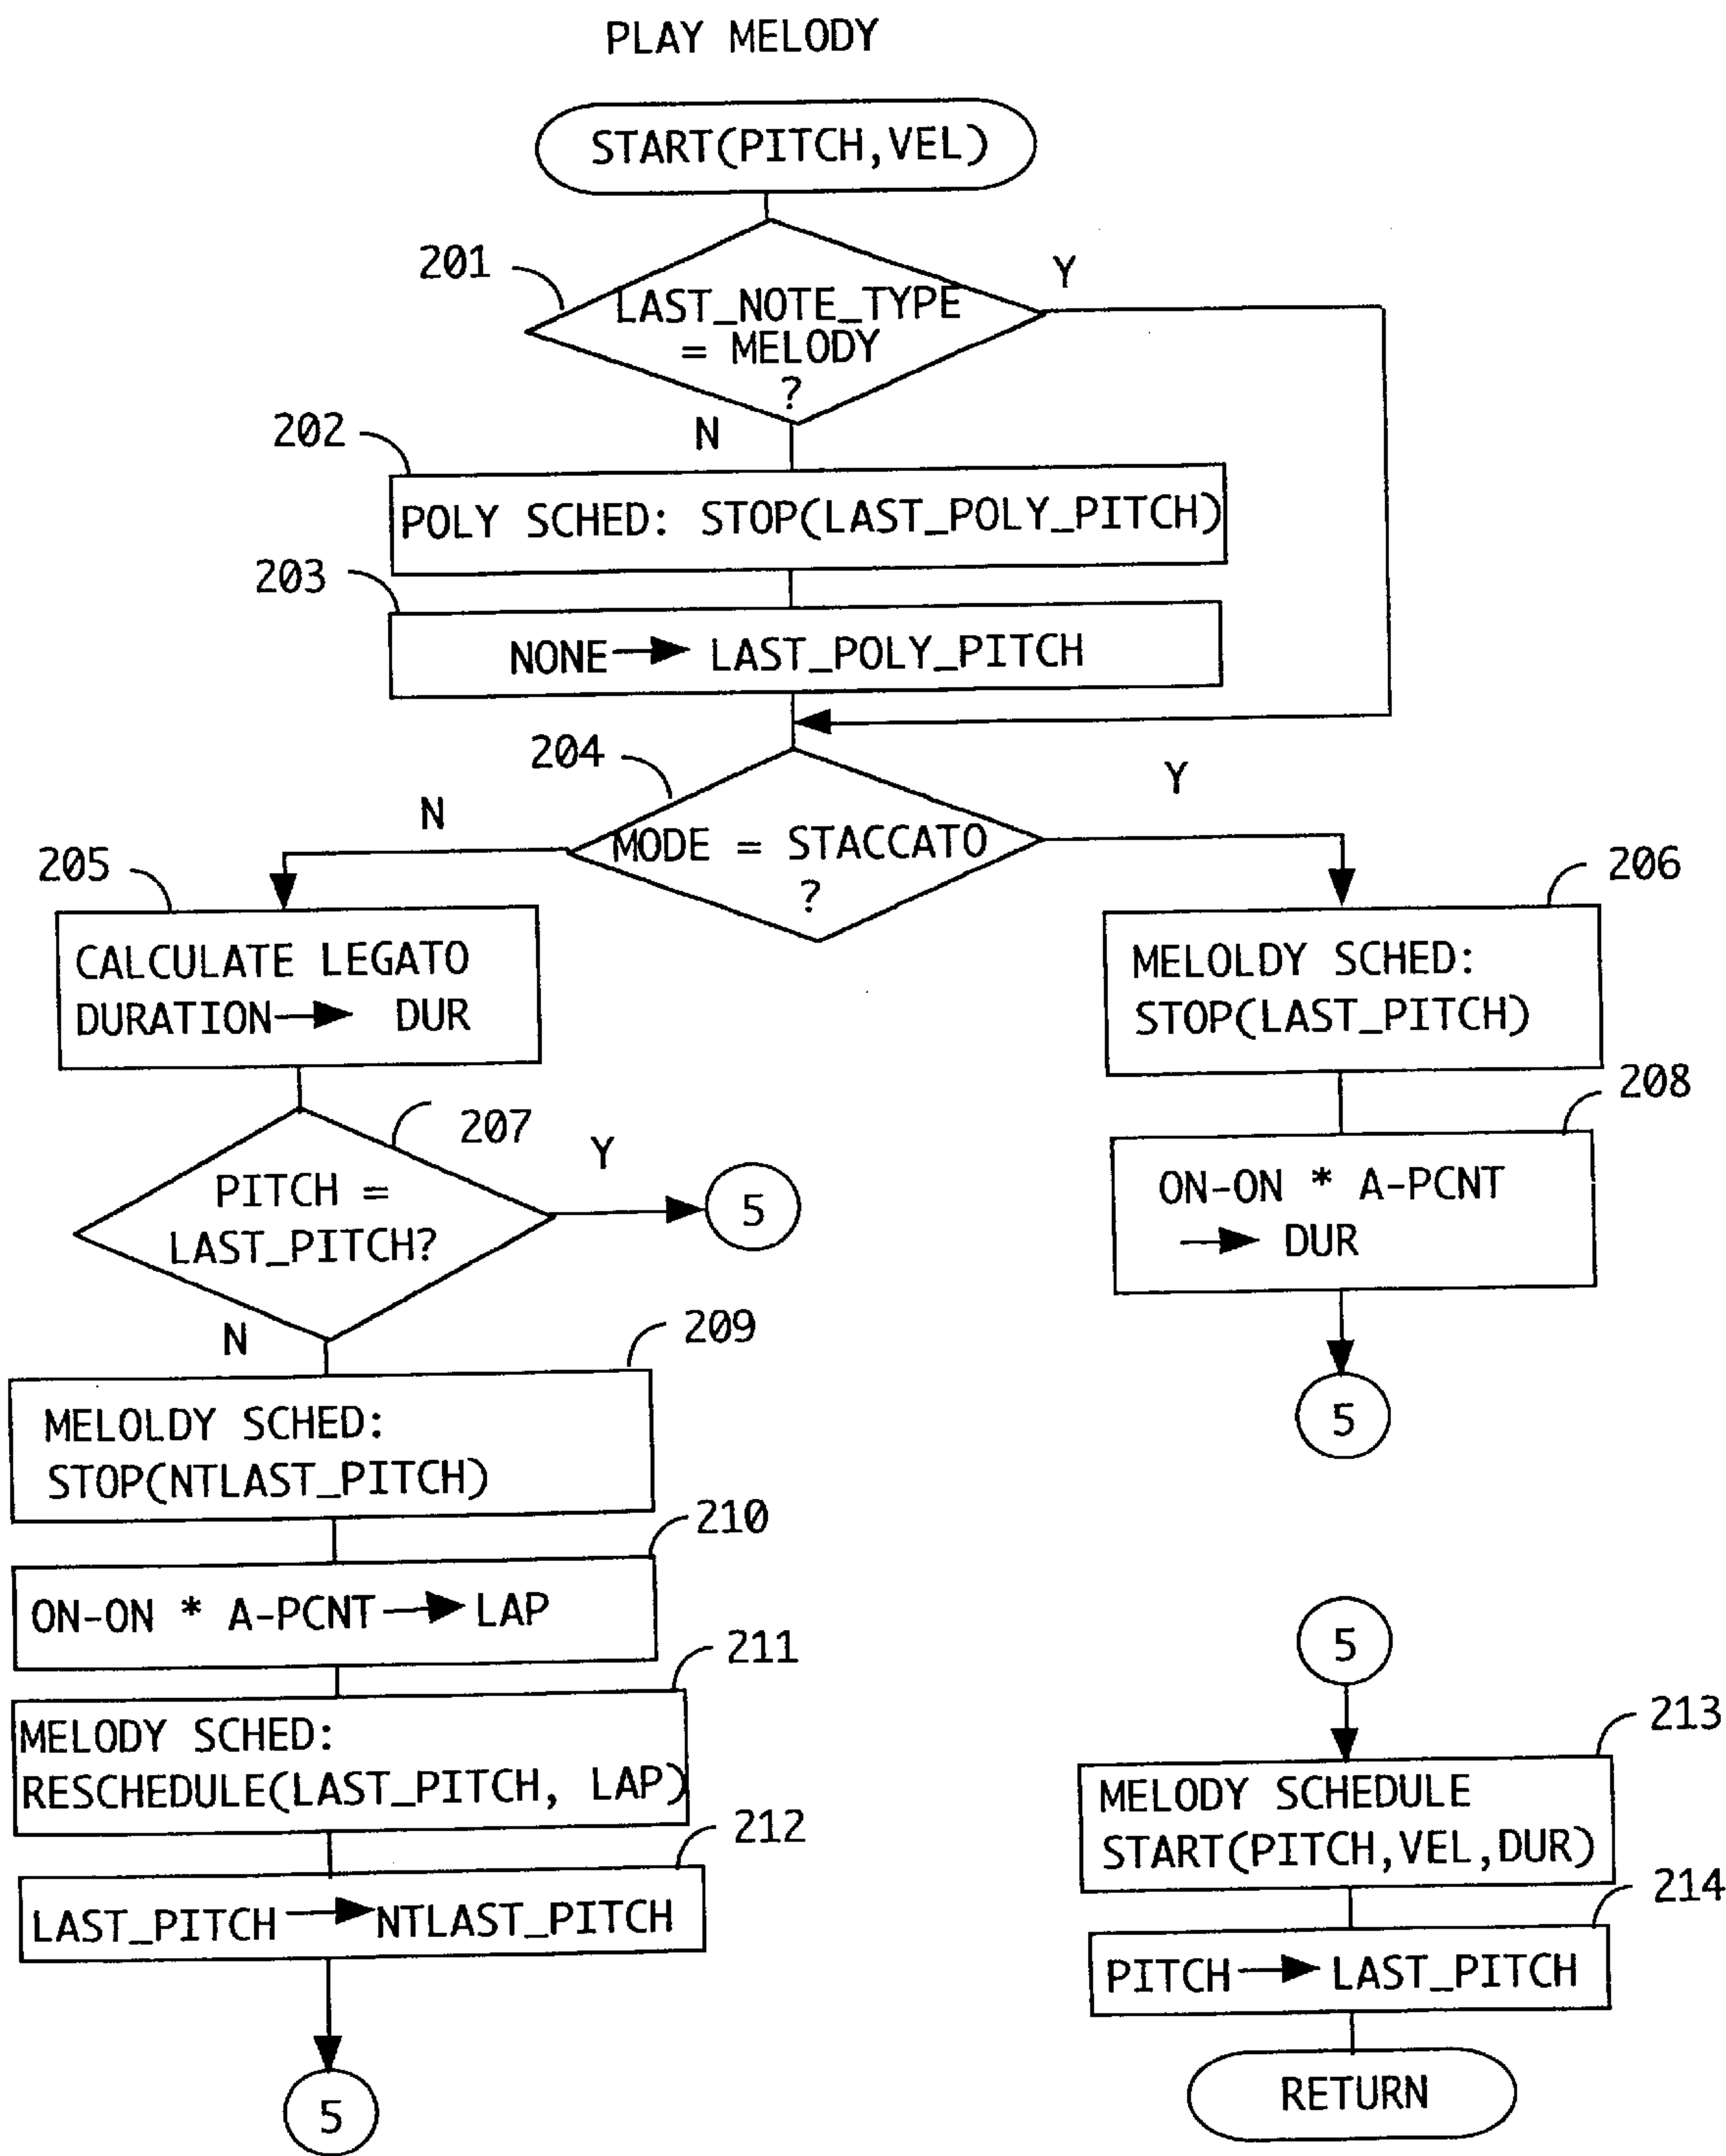 PLAY MELODY
START(PITCH,VEL)
201
Y
LAST_NOTE_TYPE
= MELODY
?
N
202
POLY SCHED: STOP(LAST_POLY_PITCH)
203
NONE → LAST_POLY_PITCH
204
N
Y
MODE = STACCATO
?
205
CALCULATE LEGATO
DURATION → DUR
206
MELOLDY SCHED:
STOP(LAST_PITCH)
207
Y
PITCH =
LAST_PITCH?
5
N
208
ON-ON * A-PCNT
→ DUR
5
209
MELOLDY SCHED:
STOP(NTLAST_PITCH)
210
ON-ON * A-PCNT → LAP
211
MELODY SCHED:
RESCHEDULE(LAST_PITCH, LAP)
212
LAST_PITCH → NTLAST_PITCH
5
5
213
MELODY SCHEDULE
START(PITCH,VEL,DUR)
214
PITCH → LAST_PITCH
RETURN